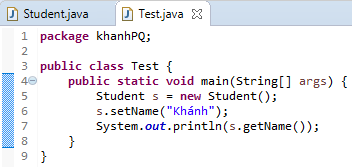 Student.java
Test.java
1 package khanhPQ;
2
3 public class Test {
4 public static void main(String[] args) {
5 Student s = new Student();
6 s.setName("Khánh");
7 System.out.println(s.getName());
8 }
9 }